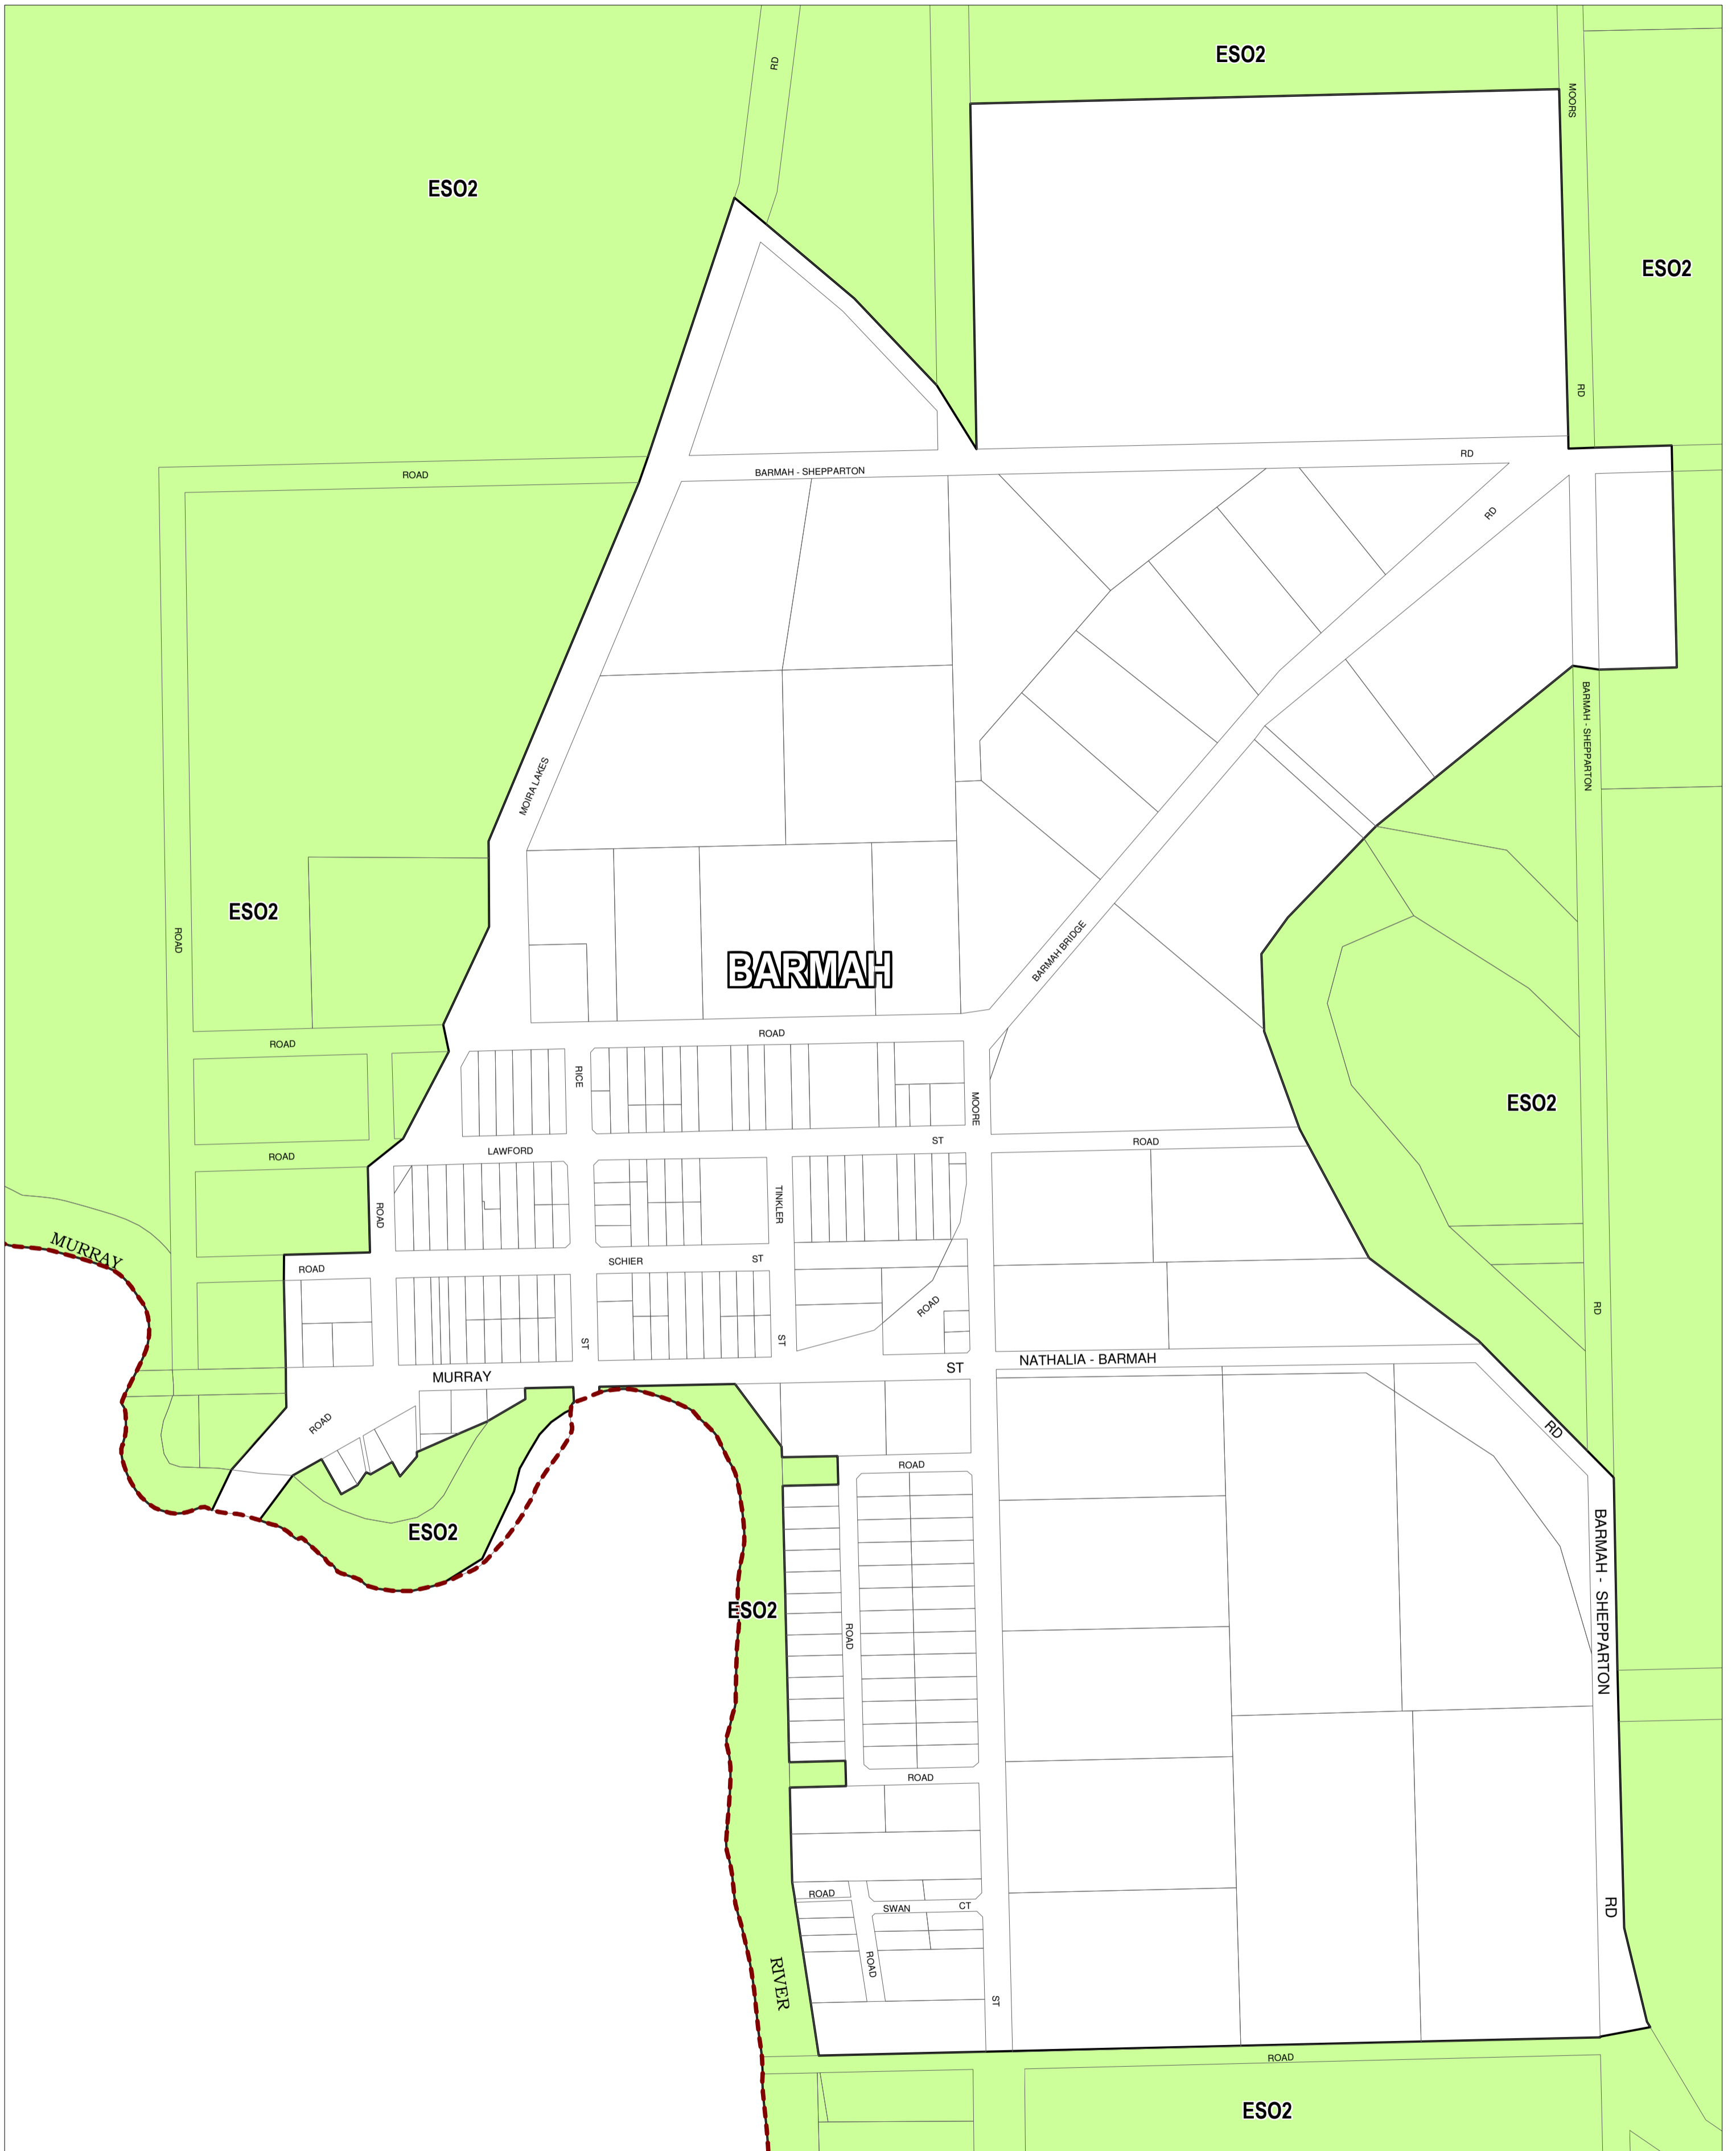 ESO2
RD
MOORS
ESO2
ESO2
RD
BARMAH - SHEPPARTON
RD
ROAD
RD
BARMAH - SHEPPARTON
MOIRA LAKES
ESO2
ROAD
BARMAH
BARMAH BRIDGE
ROAD
ROAD
RICE
MOORE
ESO2
ST
ROAD
LAWFORD
ROAD
ROAD
TINKLER
MURRAY
SCHIER
ST
ROAD
ROAD
RD
ST
ST
NATHALIA - BARMAH
ST
MURRAY
ROAD
RD
ROAD
ESO2
BARMAH - SHEPPARTON
ESO2
ROAD
ROAD
ROAD
SWAN
CT
RD
ROAD
RIVER
ST
ROAD
ESO2